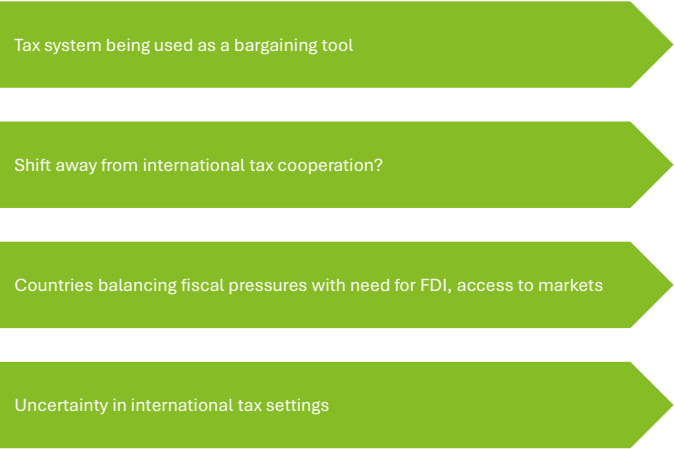 Tax system being used as a bargaining tool
Shift away from international tax cooperation?
Countries balancing fiscal pressures with need for FDI, access to markets
Uncertainty in international tax settings